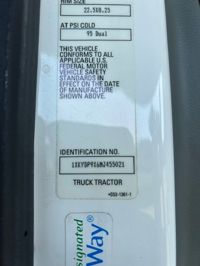 RIM SIZE
22.5X8.25
AT PSI COLD
95 Dual
THIS VEHICLE
CONFORMS TO ALL
APPLICABLE U.S.
FEDERAL MOTOR
VEHICLE SAFETY
STANDARDS IN
EFFECT ON THE DATE
OF MANUFACTURE
SHOWN ABOVE.
IDENTIFICATION NO.
TRUCK TRACTOR
signated
Way®